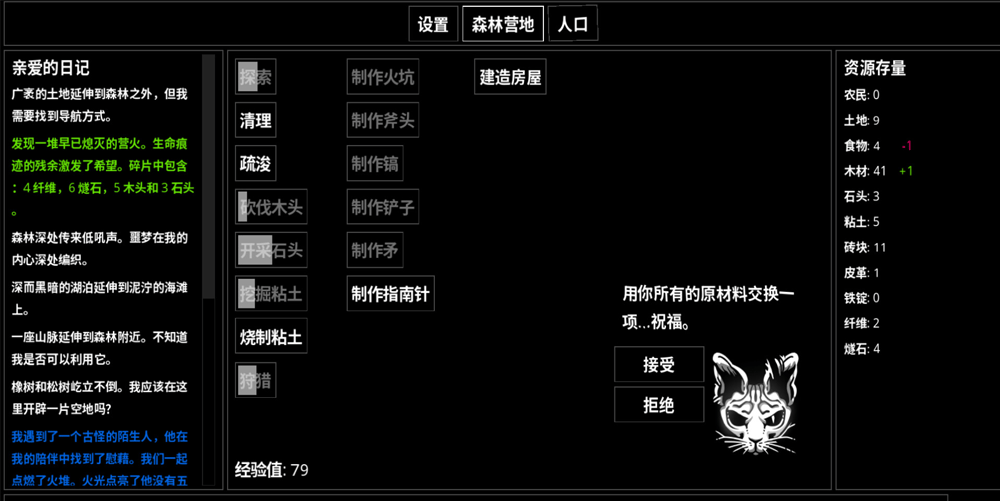 设置 森林营地 人口
亲爱的日记
广袤的土地延伸到森林之外，但我
需要找到导航方式。
发现一堆早已熄灭的营火。生命痕
迹的残余激发了希望。碎片中包含
：4 纤维，6 燧石，5 木头和 3 石头
。
森林深处传来低吼声。噩梦在我的
内心深处编织。
深而黑暗的湖泊延伸到泥泞的海滩
上。
一座山脉延伸到森林附近。不知道
我是否可以利用它。
橡树和松树屹立不倒。我应该在这
里开辟一片空地吗？
我遇到了一个古怪的陌生人，他在
我的陪伴中找到了慰藉。我们一起
点燃了火堆。火光点亮了他没有五
探索
清理
疏浚
砍伐木头
开采石头
挖掘粘土
烧制粘土
狩猎
制作火坑
制作斧头
制作镐
制作铲子
制作矛
制作指南针
建造房屋
用你所有的原材料交换一
项...祝福。
接受
拒绝
经验值: 79
资源存量
农民: 0
土地: 9
食物: 4 -1
木材: 41 +1
石头: 3
粘土: 5
砖块: 11
皮革: 1
铁锭: 0
纤维: 2
燧石: 4